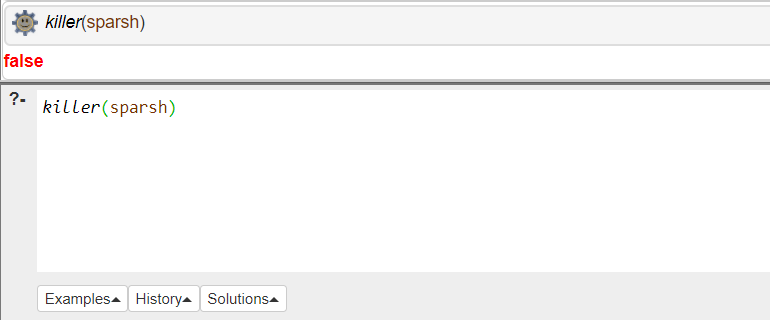 killer(sparsh)
false
?- killer(sparsh)
Examples History Solutions